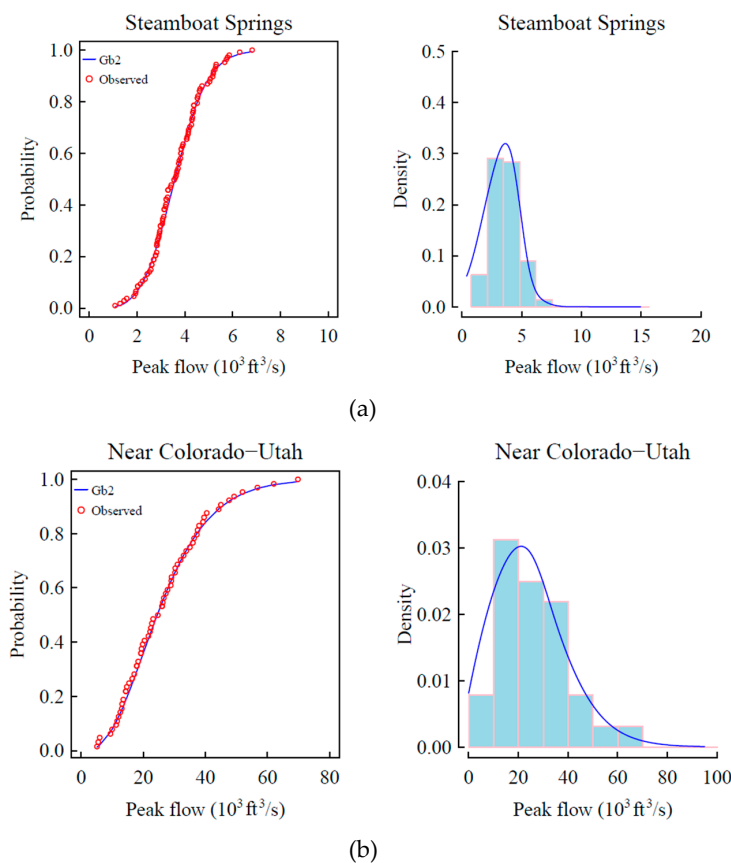 Steamboat Springs
1.0
0.8
0.6
0.4
0.2
0.0
Probability
Gb2
Observed
0 2 4 6 8 10
Peak flow (10³ ft³/s)
Steamboat Springs
0.5
0.4
0.3
0.2
0.1
0.0
Density
0 5 10 15 20
Peak flow (10³ ft³/s)
(a)
Near Colorado−Utah
1.0
0.8
0.6
0.4
0.2
0.0
Probability
Gb2
Observed
0 20 40 60 80
Peak flow (10³ ft³/s)
Near Colorado−Utah
0.04
0.03
0.02
0.01
0.00
Density
0 20 40 60 80 100
Peak flow (10³ ft³/s)
(b)